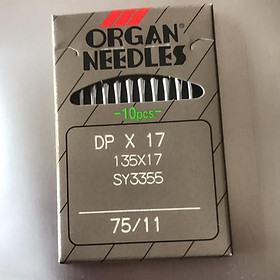 ORGAN®
NEEDLES
-10pcs-
DP X 17
135X17
SY3355
75/11